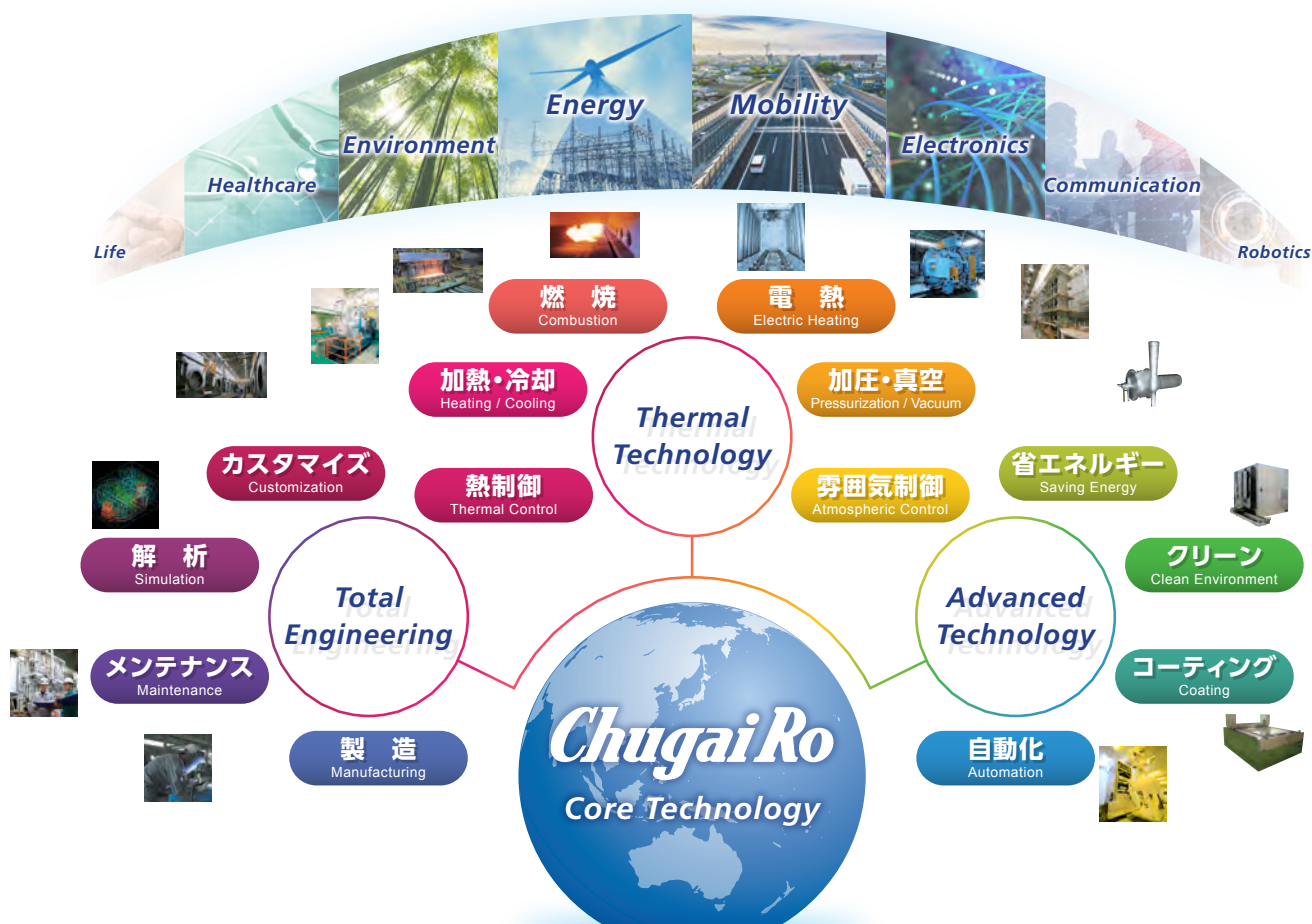 Life
Healthcare
Environment
Energy
Mobility
Electronics
Communication
Robotics
燃 焼
Combustion
電 熱
Electric Heating
加熱・冷却
Heating / Cooling
加圧・真空
Pressurization / Vacuum
Thermal
Technology
カスタマイズ
Customization
熱制御
Thermal Control
雰囲気制御
Atmospheric Control
省エネルギー
Saving Energy
解 析
Simulation
クリーン
Clean Environment
Total
Engineering
Advanced
Technology
メンテナンス
Maintenance
コーティング
Coating
製 造
Manufacturing
自動化
Automation
Chugai Ro
Core Technology